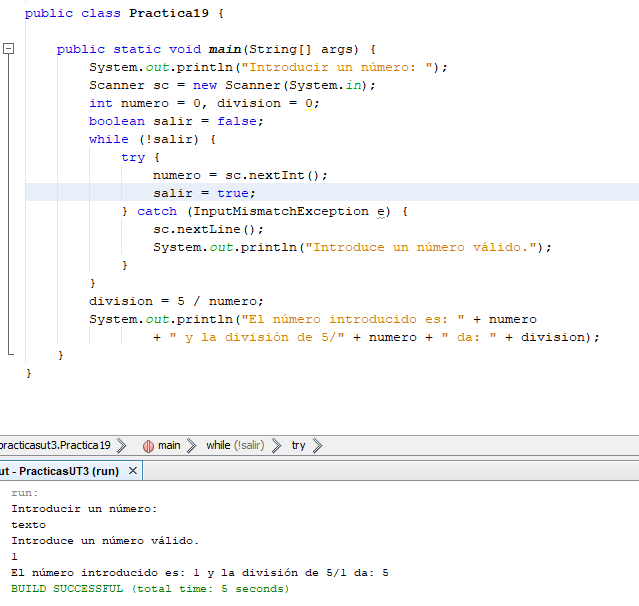 public class Practica19 {
public static void main(String[] args) {
System.out.println("Introducir un número: ");
Scanner sc = new Scanner(System.in);
int numero = 0, division = 0;
boolean salir = false;
while (!salir) {
try {
numero = sc.nextInt();
salir = true;
} catch (InputMismatchException e) {
sc.nextLine();
System.out.println("Introduce un número válido.");
}
}
division = 5 / numero;
System.out.println("El número introducido es: " + numero
+ " y la división de 5/" + numero + " da: " + division);
}
}
practicasut3.Practica19 main while (!salir) try
ut - PracticasUT3 (run) ×
run:
Introducir un número:
texto
Introduce un número válido.
1
El número introducido es: 1 y la división de 5/1 da: 5
BUILD SUCCESSFUL (total time: 5 seconds)